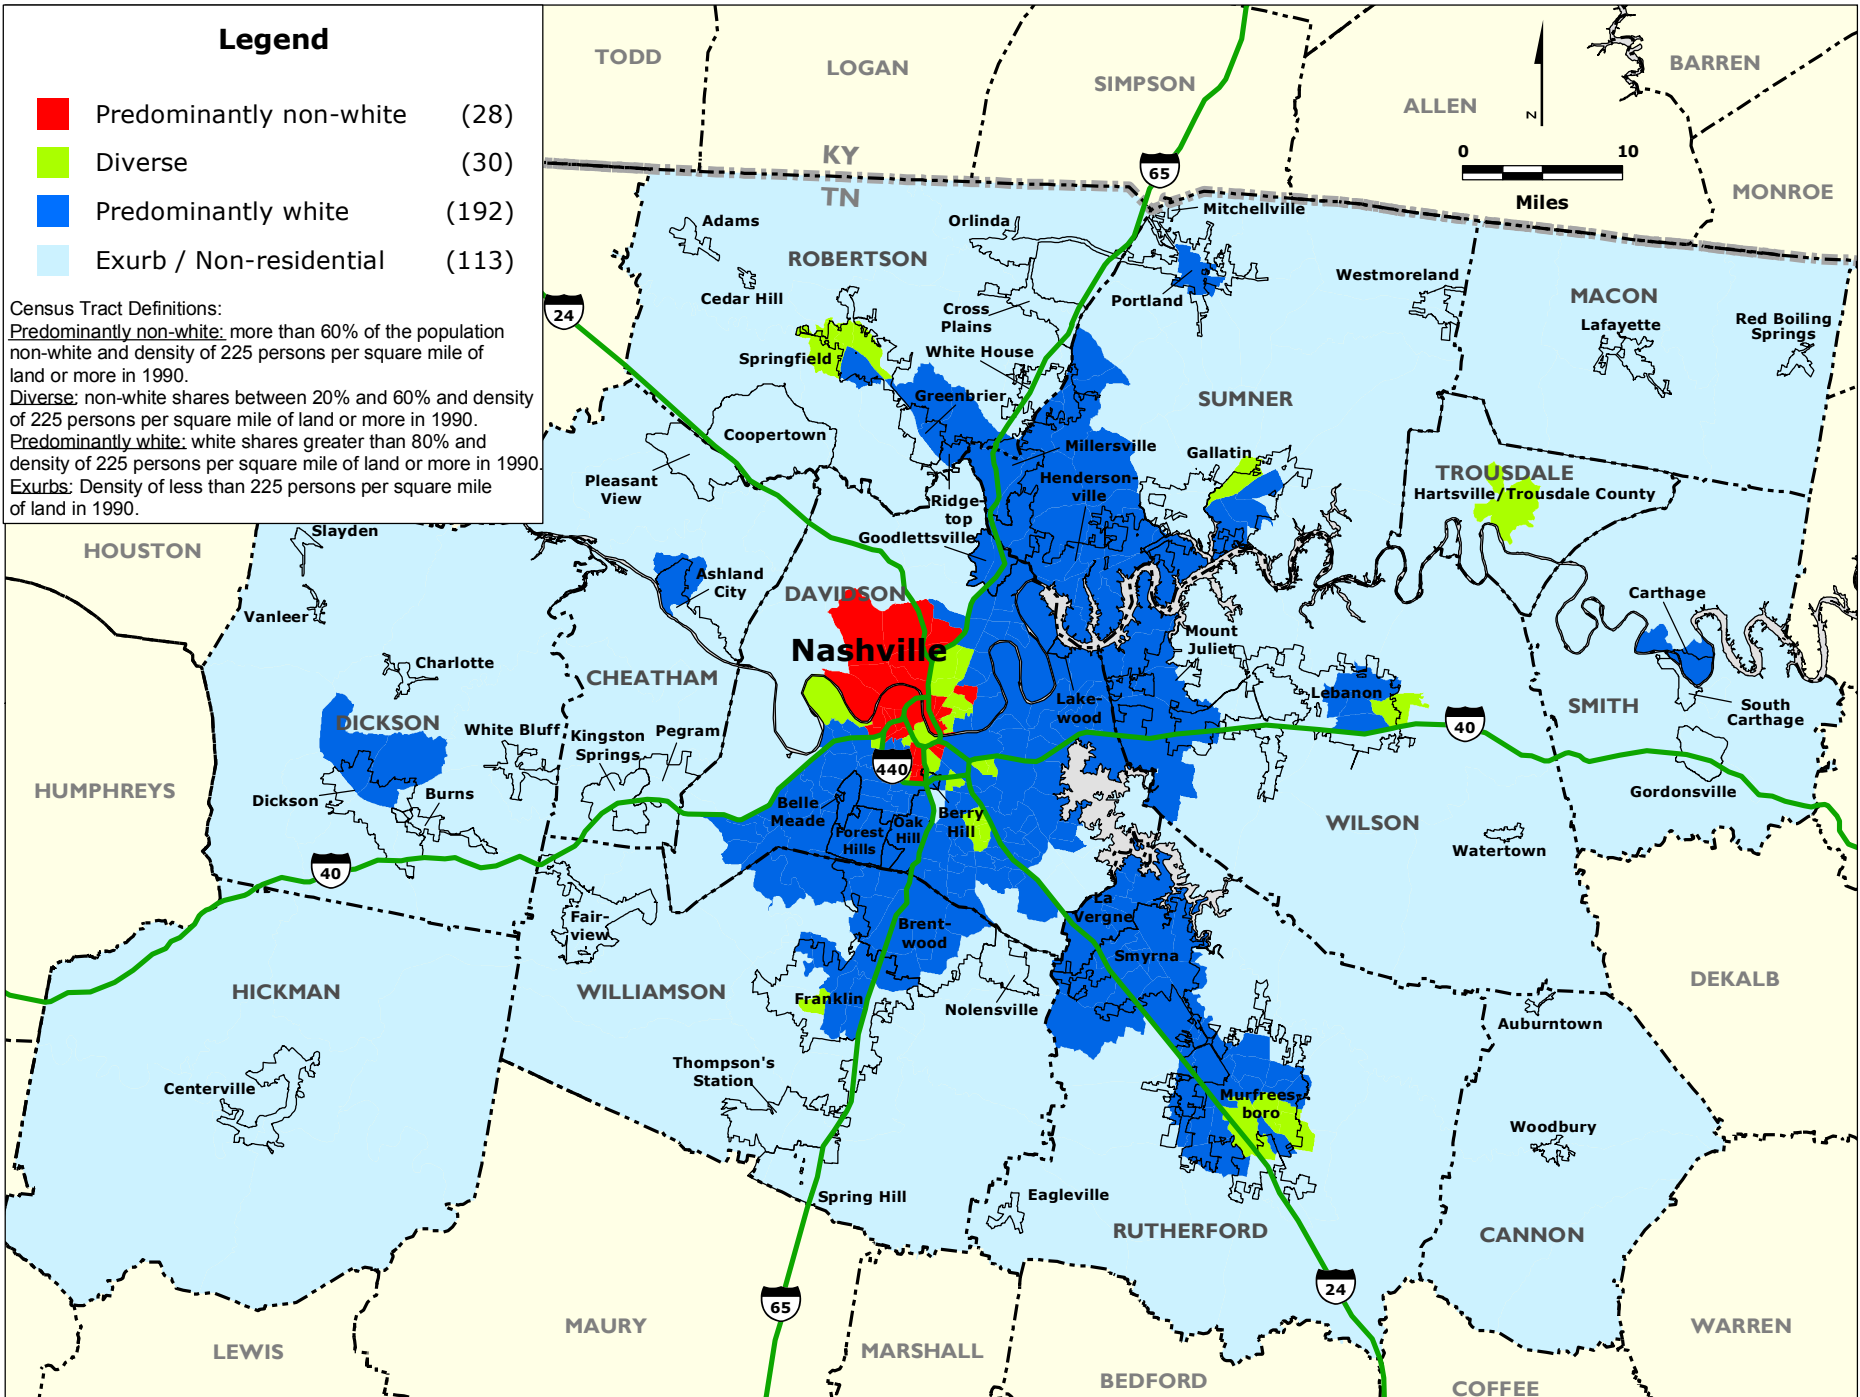 Legend
Predominantly non-white (28)
Diverse (30)
Predominantly white (192)
Exurb / Non-residential (113)
Census Tract Definitions:
Predominantly non-white: more than 60% of the population
non-white and density of 225 persons per square mile of
land or more in 1990.
Diverse: non-white shares between 20% and 60% and density
of 225 persons per square mile of land or more in 1990.
Predominantly white: white shares greater than 80% and
density of 225 persons per square mile of land or more in 1990.
Exurbs: Density of less than 225 persons per square mile
of land in 1990.
TODD
LOGAN
SIMPSON
ALLEN
BARREN
MONROE
KY
TN
N
0 10
Miles
65
24
Adams
Orlinda
Mitchellville
ROBERTSON
Cedar Hill
Cross
Plains
Portland
Westmoreland
MACON
Lafayette
Red Boiling
Springs
Springfield
White House
Greenbrier
SUMNER
Coopertown
Millersville
Gallatin
TROUSDALE
Hartsville/Trousdale County
Pleasant
View
Henderson-
ville
Ridge-
top
Goodlettsville
HOUSTON
Slayden
Vanleer
Ashland
City
DAVIDSON
Nashville
Carthage
Mount
Juliet
Charlotte
CHEATHAM
Lake-
wood
Lebanon
SMITH
South
Carthage
DICKSON
White Bluff
Kingston
Springs
Pegram
40
440
HUMPHREYS
Dickson
Burns
Belle
Meade
Forest
Hills
Oak
Hill
Berry
Hill
WILSON
Gordonsville
Watertown
40
Fair-
view
La
Vergne
Brent-
wood
Smyrna
HICKMAN
WILLIAMSON
Franklin
Nolensville
DEKALB
Auburntown
Centerville
Thompson's
Station
Murfrees-
boro
Woodbury
Spring Hill
Eagleville
RUTHERFORD
CANNON
65
24
LEWIS
MAURY
MARSHALL
BEDFORD
COFFEE
WARREN